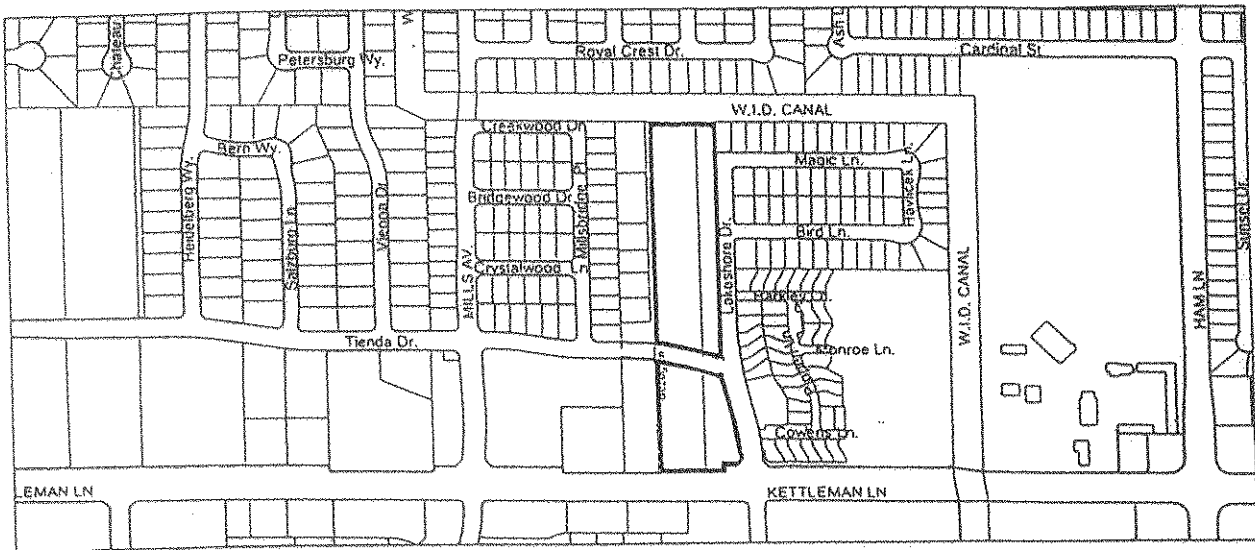 Chateau
W
Ash L
Royal Crest Dr.
Cardinal St
Petersburg Wy.
W.I.D. CANAL
Creekwood Dr.
Bern Wy.
Magic Ln.
Havlicek Ln.
Heidelberg Wy.
Salzburg Ln
Vienna Dr.
MILLS AV.
Bridgewood Dr.
Millsbridge Pl
Lakeshore Dr.
Bird Ln.
Sunset Dr.
Crystalwood Ln
W.I.D. CANAL
HAM LN
Barkley Ln.
Tienda Dr.
Monroe Ln.
Cowens Ln.
LEMAN LN
KETTLEMAN LN